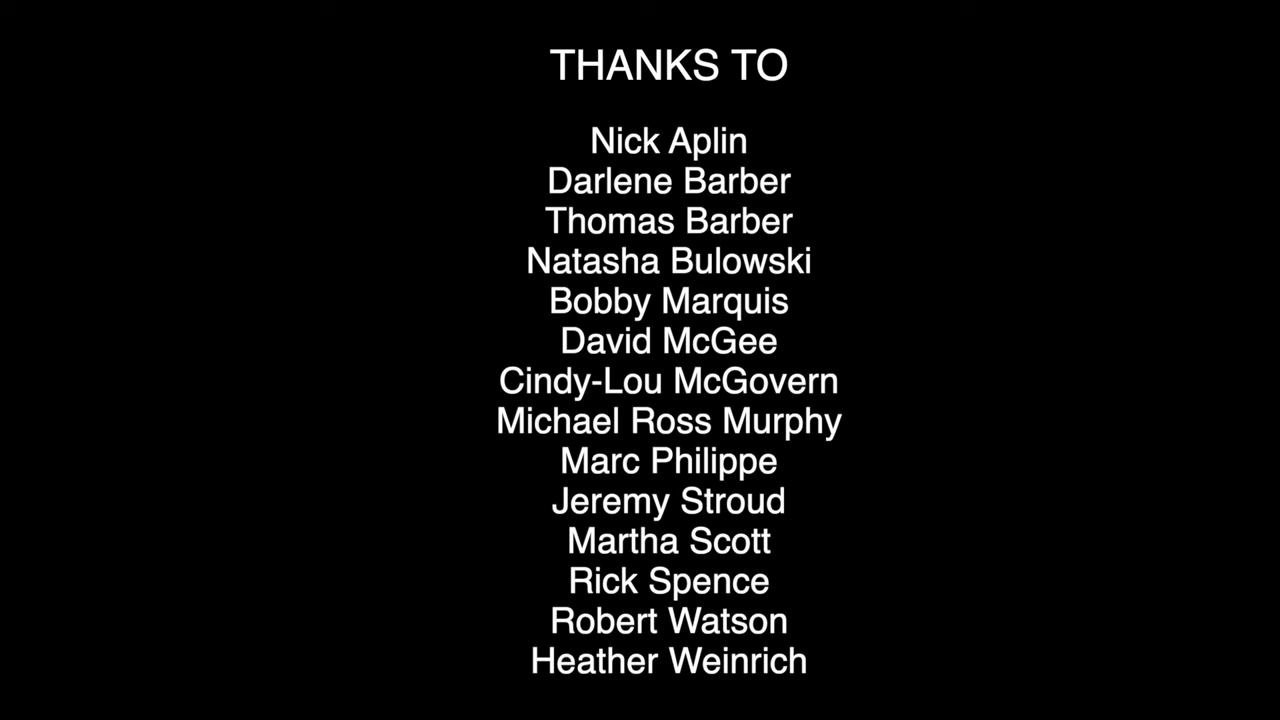 THANKS TO
Nick Aplin
Darlene Barber
Thomas Barber
Natasha Bulowski
Bobby Marquis
David McGee
Cindy-Lou McGovern
Michael Ross Murphy
Marc Philippe
Jeremy Stroud
Martha Scott
Rick Spence
Robert Watson
Heather Weinrich